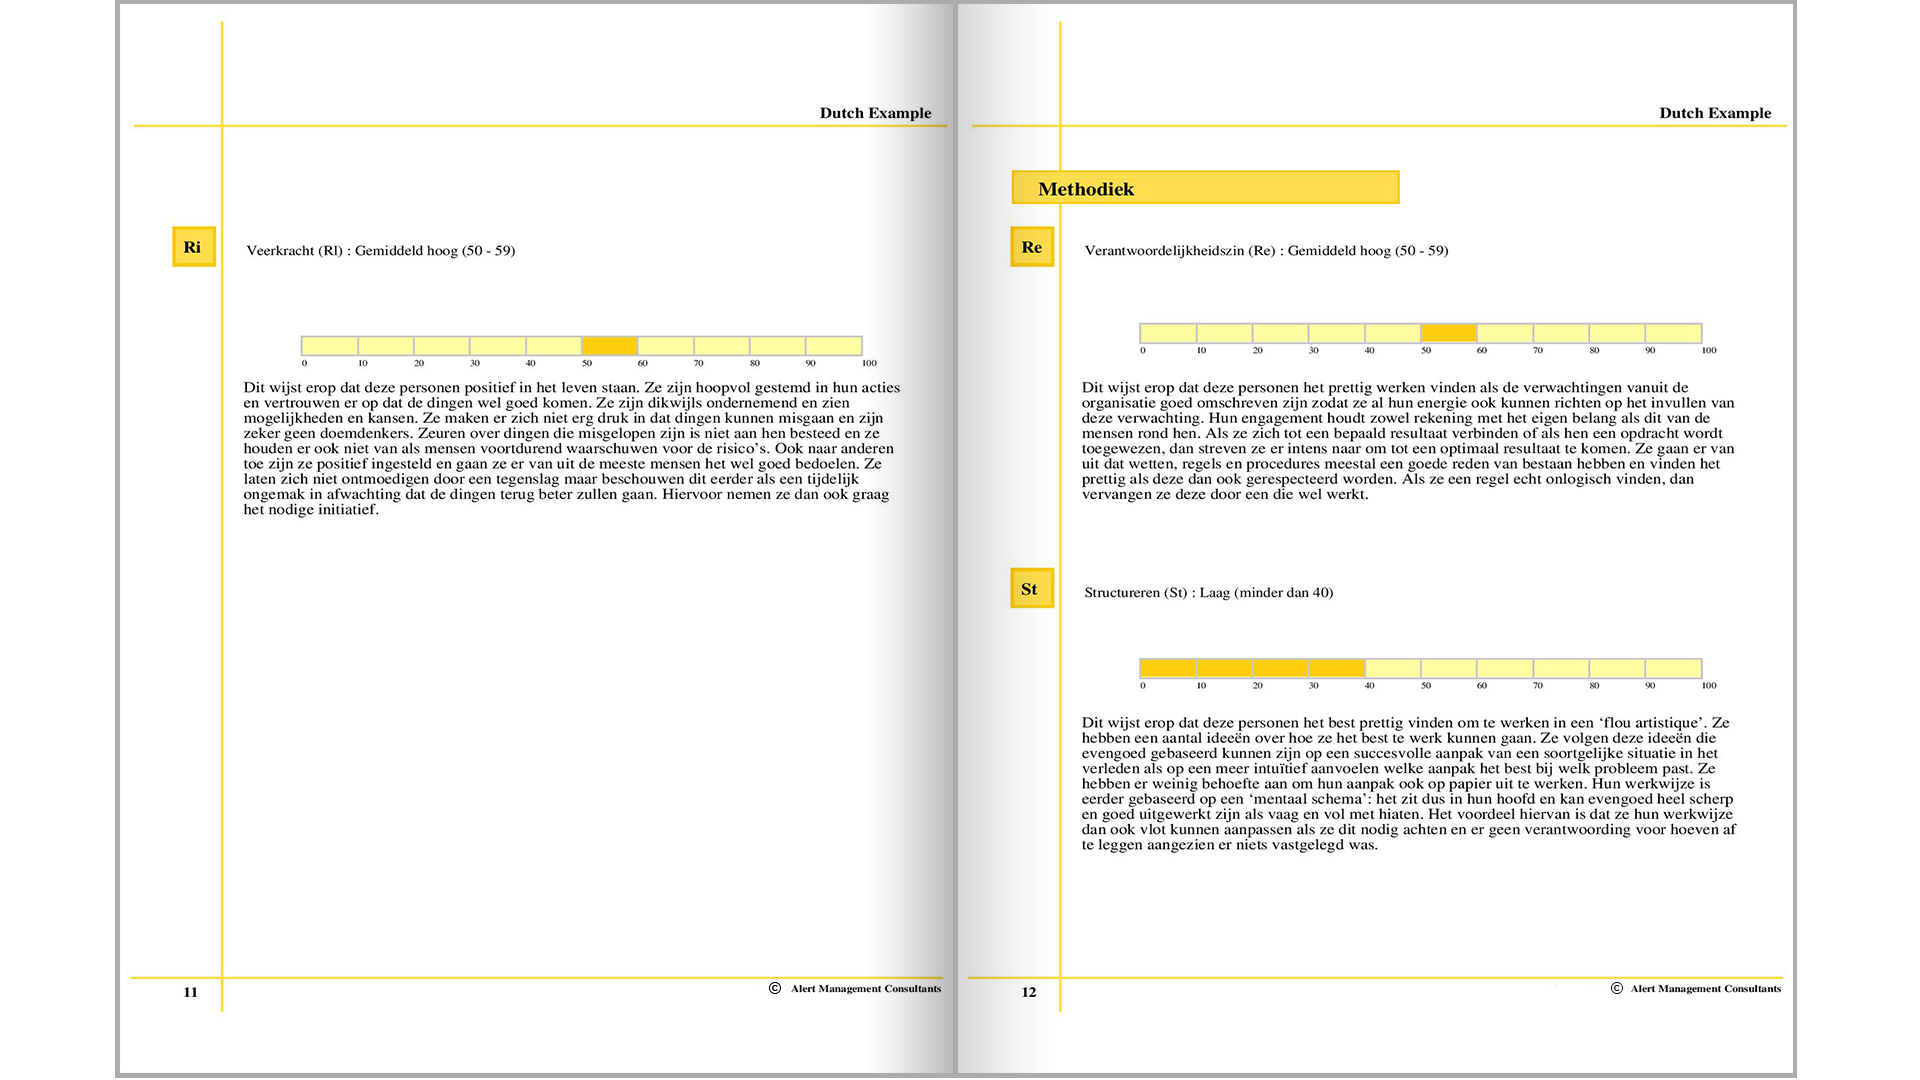 Dutch Example
Ri
Veerkracht (Rl) : Gemiddeld hoog (50 - 59)
0 10 20 30 40 50 60 70 80 90 100
Dit wijst erop dat deze personen positief in het leven staan. Ze zijn hoopvol gestemd in hun acties
en vertrouwen er op dat de dingen wel goed komen. Ze zijn dikwijls ondernemend en zien
mogelijkheden en kansen. Ze maken er zich niet erg druk in dat dingen kunnen misgaan en zijn
zeker geen doemdenkers. Zeuren over dingen die misgelopen zijn is niet aan hen besteed en ze
houden er ook niet van als mensen voortdurend waarschuwen voor de risico’s. Ook naar anderen
toe zijn ze positief ingesteld en gaan ze er van uit de meeste mensen het wel goed bedoelen. Ze
laten zich niet ontmoedigen door een tegenslag maar beschouwen dit eerder als een tijdelijk
ongemak in afwachting dat de dingen terug beter zullen gaan. Hiervoor nemen ze dan ook graag
het nodige initiatief.
11
© Alert Management Consultants
Dutch Example
Methodiek
Re
Verantwoordelijkheidszin (Re) : Gemiddeld hoog (50 - 59)
0 10 20 30 40 50 60 70 80 90 100
Dit wijst erop dat deze personen het prettig werken vinden als de verwachtingen vanuit de
organisatie goed omschreven zijn zodat ze al hun energie ook kunnen richten op het invullen van
deze verwachting. Hun engagement houdt zowel rekening met het eigen belang als dit van de
mensen rond hen. Als ze zich tot een bepaald resultaat verbinden of als hen een opdracht wordt
toegewezen, dan streven ze er intens naar om tot een optimaal resultaat te komen. Ze gaan er van
uit dat wetten, regels en procedures meestal een goede reden van bestaan hebben en vinden het
prettig als deze dan ook gerespecteerd worden. Als ze een regel echt onlogisch vinden, dan
vervangen ze deze door een die wel werkt.
St
Structureren (St) : Laag (minder dan 40)
0 10 20 30 40 50 60 70 80 90 100
Dit wijst erop dat deze personen het best prettig vinden om te werken in een ‘flou artistique’. Ze
hebben een aantal ideeën over hoe ze het best te werk kunnen gaan. Ze volgen deze ideeën die
evengoed gebaseerd kunnen zijn op een succesvolle aanpak van een soortgelijke situatie in het
verleden als op een meer intuïtief aanvoelen welke aanpak het best bij welk probleem past. Ze
hebben er weinig behoefte aan om hun aanpak ook op papier uit te werken. Hun werkwijze is
eerder gebaseerd op een ‘mentaal schema’: het zit dus in hun hoofd en kan evengoed heel scherp
en goed uitgewerkt zijn als vaag en vol met hiaten. Het voordeel hiervan is dat ze hun werkwijze
dan ook vlot kunnen aanpassen als ze dit nodig achten en er geen verantwoording voor hoeven af
te leggen aangezien er niets vastgelegd was.
12
© Alert Management Consultants